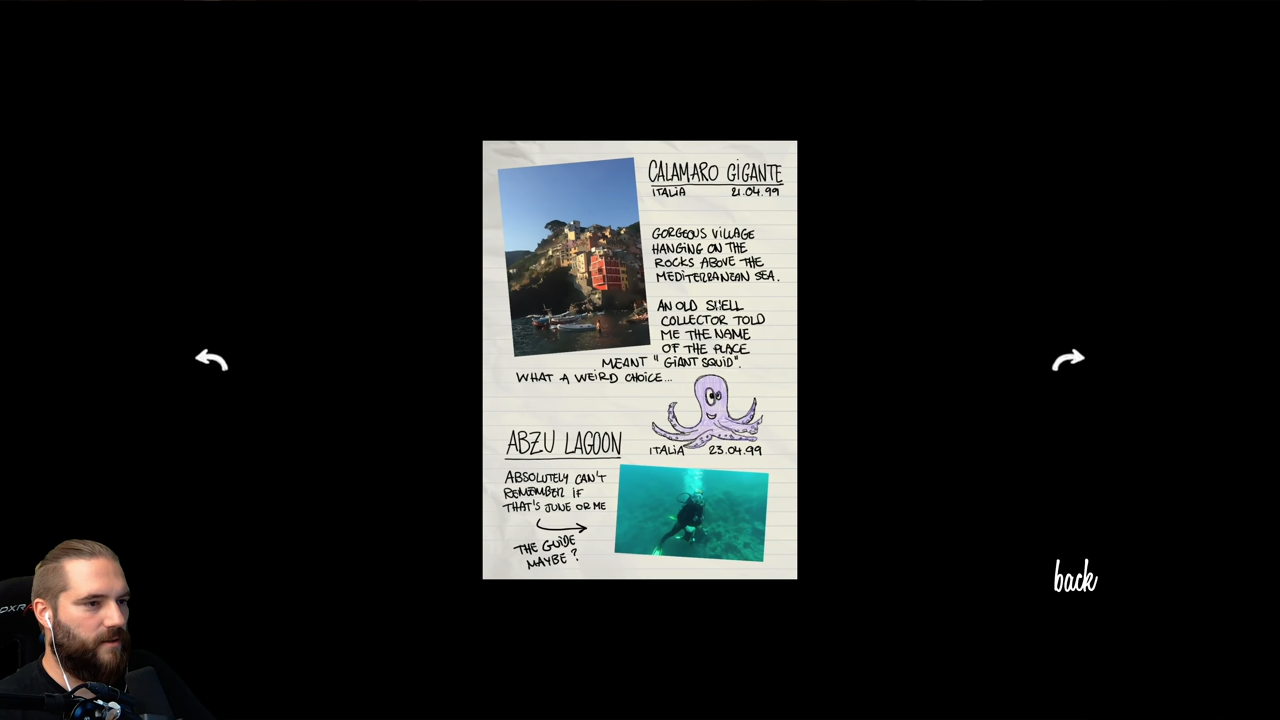 CALAMARO GIGANTE
ITALIA 21.04.99
GORGEOUS VILLAGE
HANGING ON THE
ROCKS ABOVE THE
MEDITERRANEAN SEA.
AN OLD SHELL
COLLECTOR TOLD
ME THE NAME
OF THE PLACE
MEANT "GIANT SQUID".
WHAT A WEIRD CHOICE...
ABZU LAGOON
ITALIA 23.04.99
ABSOLUTELY CAN'T
REMEMBER IF
THAT'S JUNE OR ME
THE GUIDE
MAYBE?
back
DXR